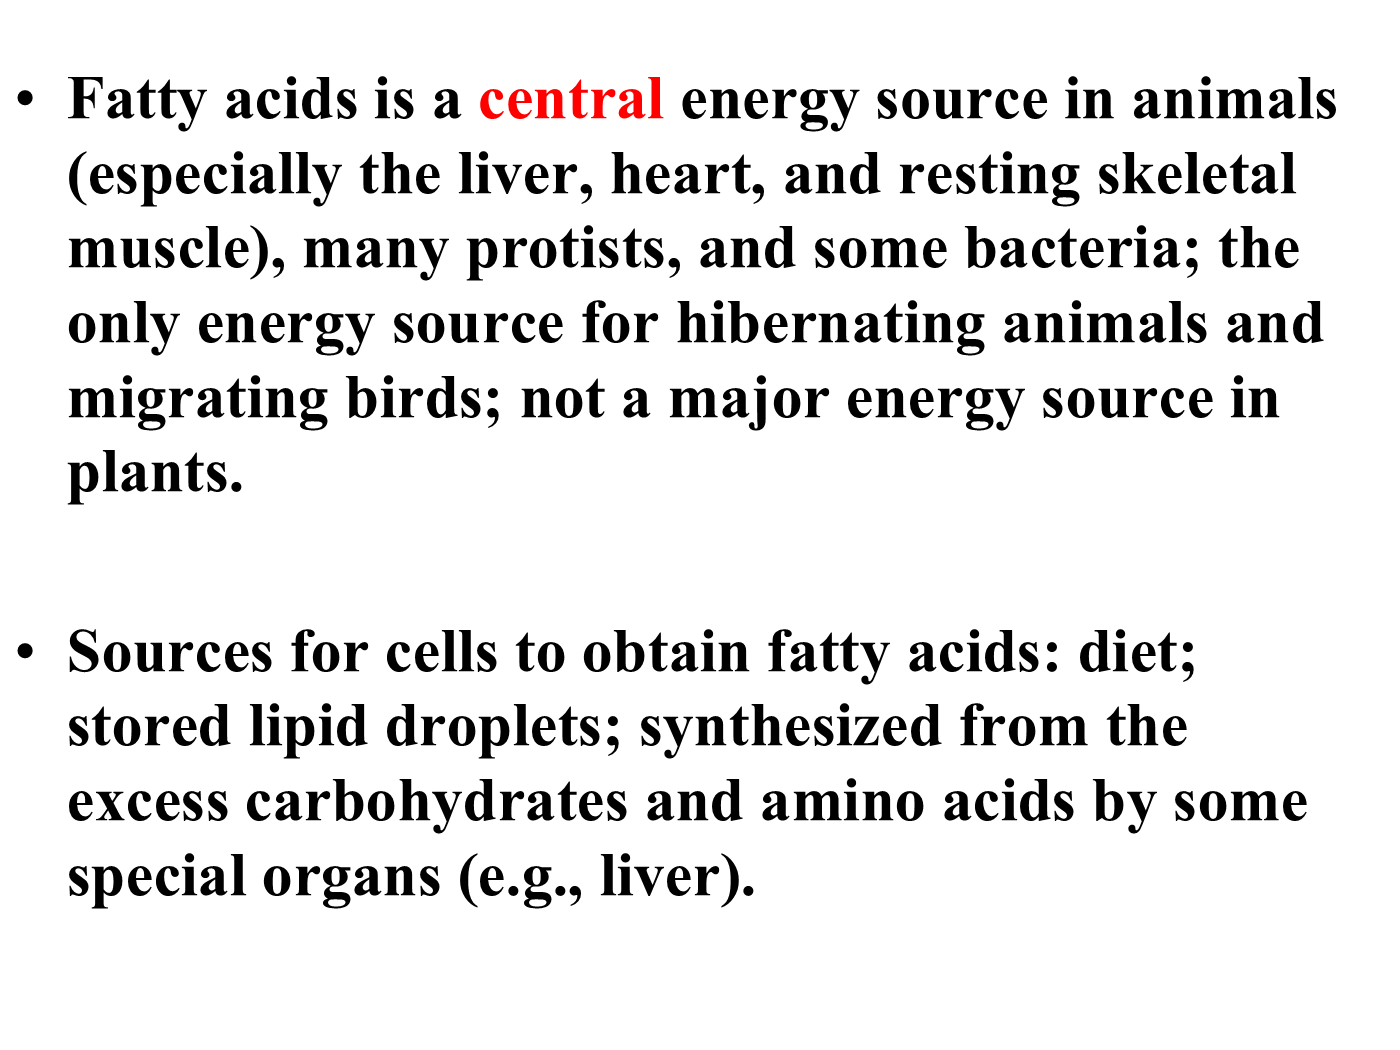 • Fatty acids is a central energy source in animals
(especially the liver, heart, and resting skeletal
muscle), many protists, and some bacteria; the
only energy source for hibernating animals and
migrating birds; not a major energy source in
plants.
• Sources for cells to obtain fatty acids: diet;
stored lipid droplets; synthesized from the
excess carbohydrates and amino acids by some
special organs (e.g., liver).